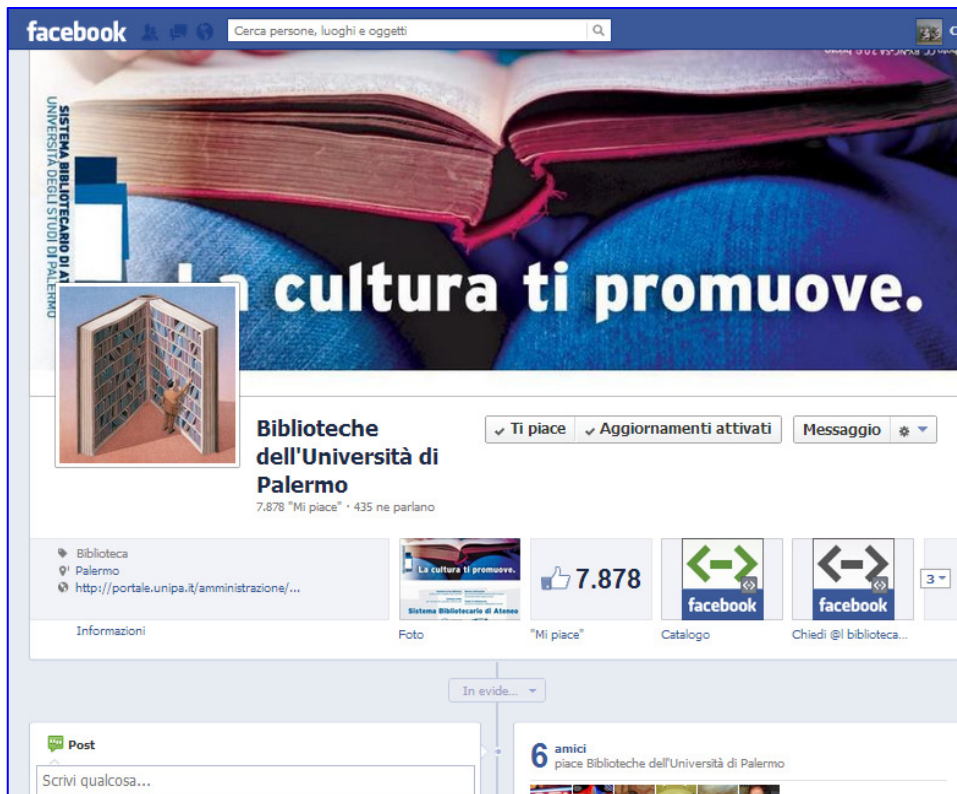 facebook
Cerca persone, luoghi e oggetti
SISTEMA BIBLIOTECARIO DI
UNIVERSITÀ DEGLI STUDI DI PALERMO
La cultura ti promuove.
Biblioteche
dell'Università di
Palermo
7.878 "Mi piace" · 435 ne parlano
Ti piace
Aggiornamenti attivati
Messaggio
Biblioteca
Palermo
http://portale.unipa.it/amministrazione/...
Informazioni
La cultura ti promuove.
Sistema Bibliotecario di Ateneo
Foto
7.878
"Mi piace"
facebook
Catalogo
facebook
Chiedi @l biblioteca...
3
In evide...
Post
Scrivi qualcosa...
6 amici
piace Biblioteche dell'Università di Palermo